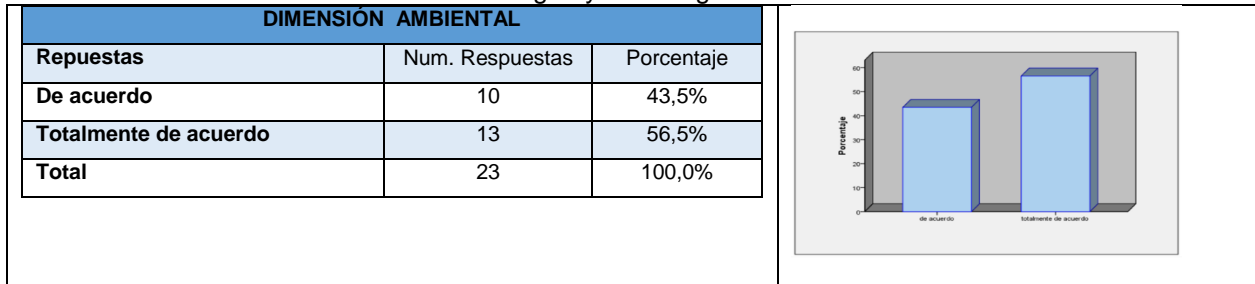 DIMENSIÓN AMBIENTAL
Repuestas Num. Respuestas Porcentaje
De acuerdo 10 43,5%
Totalmente de acuerdo 13 56,5%
Total 23 100,0%
Porcentaje
60
50
40
30
20
10
0
de acuerdo totalmente de acuerdo